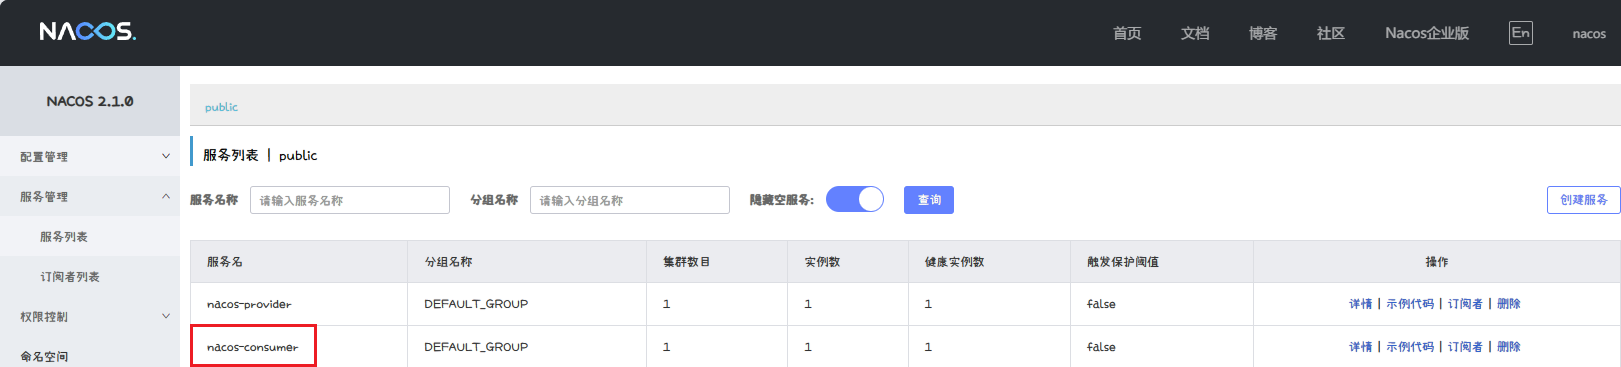 NACOS.
首页 文档 博客 社区 Nacos企业版 En nacos
NACOS 2.1.0
配置管理
服务管理
服务列表
订阅者列表
权限控制
命名空间
public
服务列表 | public
服务名称 请输入服务名称 分组名称 请输入分组名称 隐藏空服务: 查询 创建服务
服务名 分组名称 集群数目 实例数 健康实例数 触发保护阈值 操作
nacos-provider DEFAULT_GROUP 1 1 1 false 详情 | 示例代码 | 订阅者 | 删除
nacos-consumer DEFAULT_GROUP 1 1 1 false 详情 | 示例代码 | 订阅者 | 删除